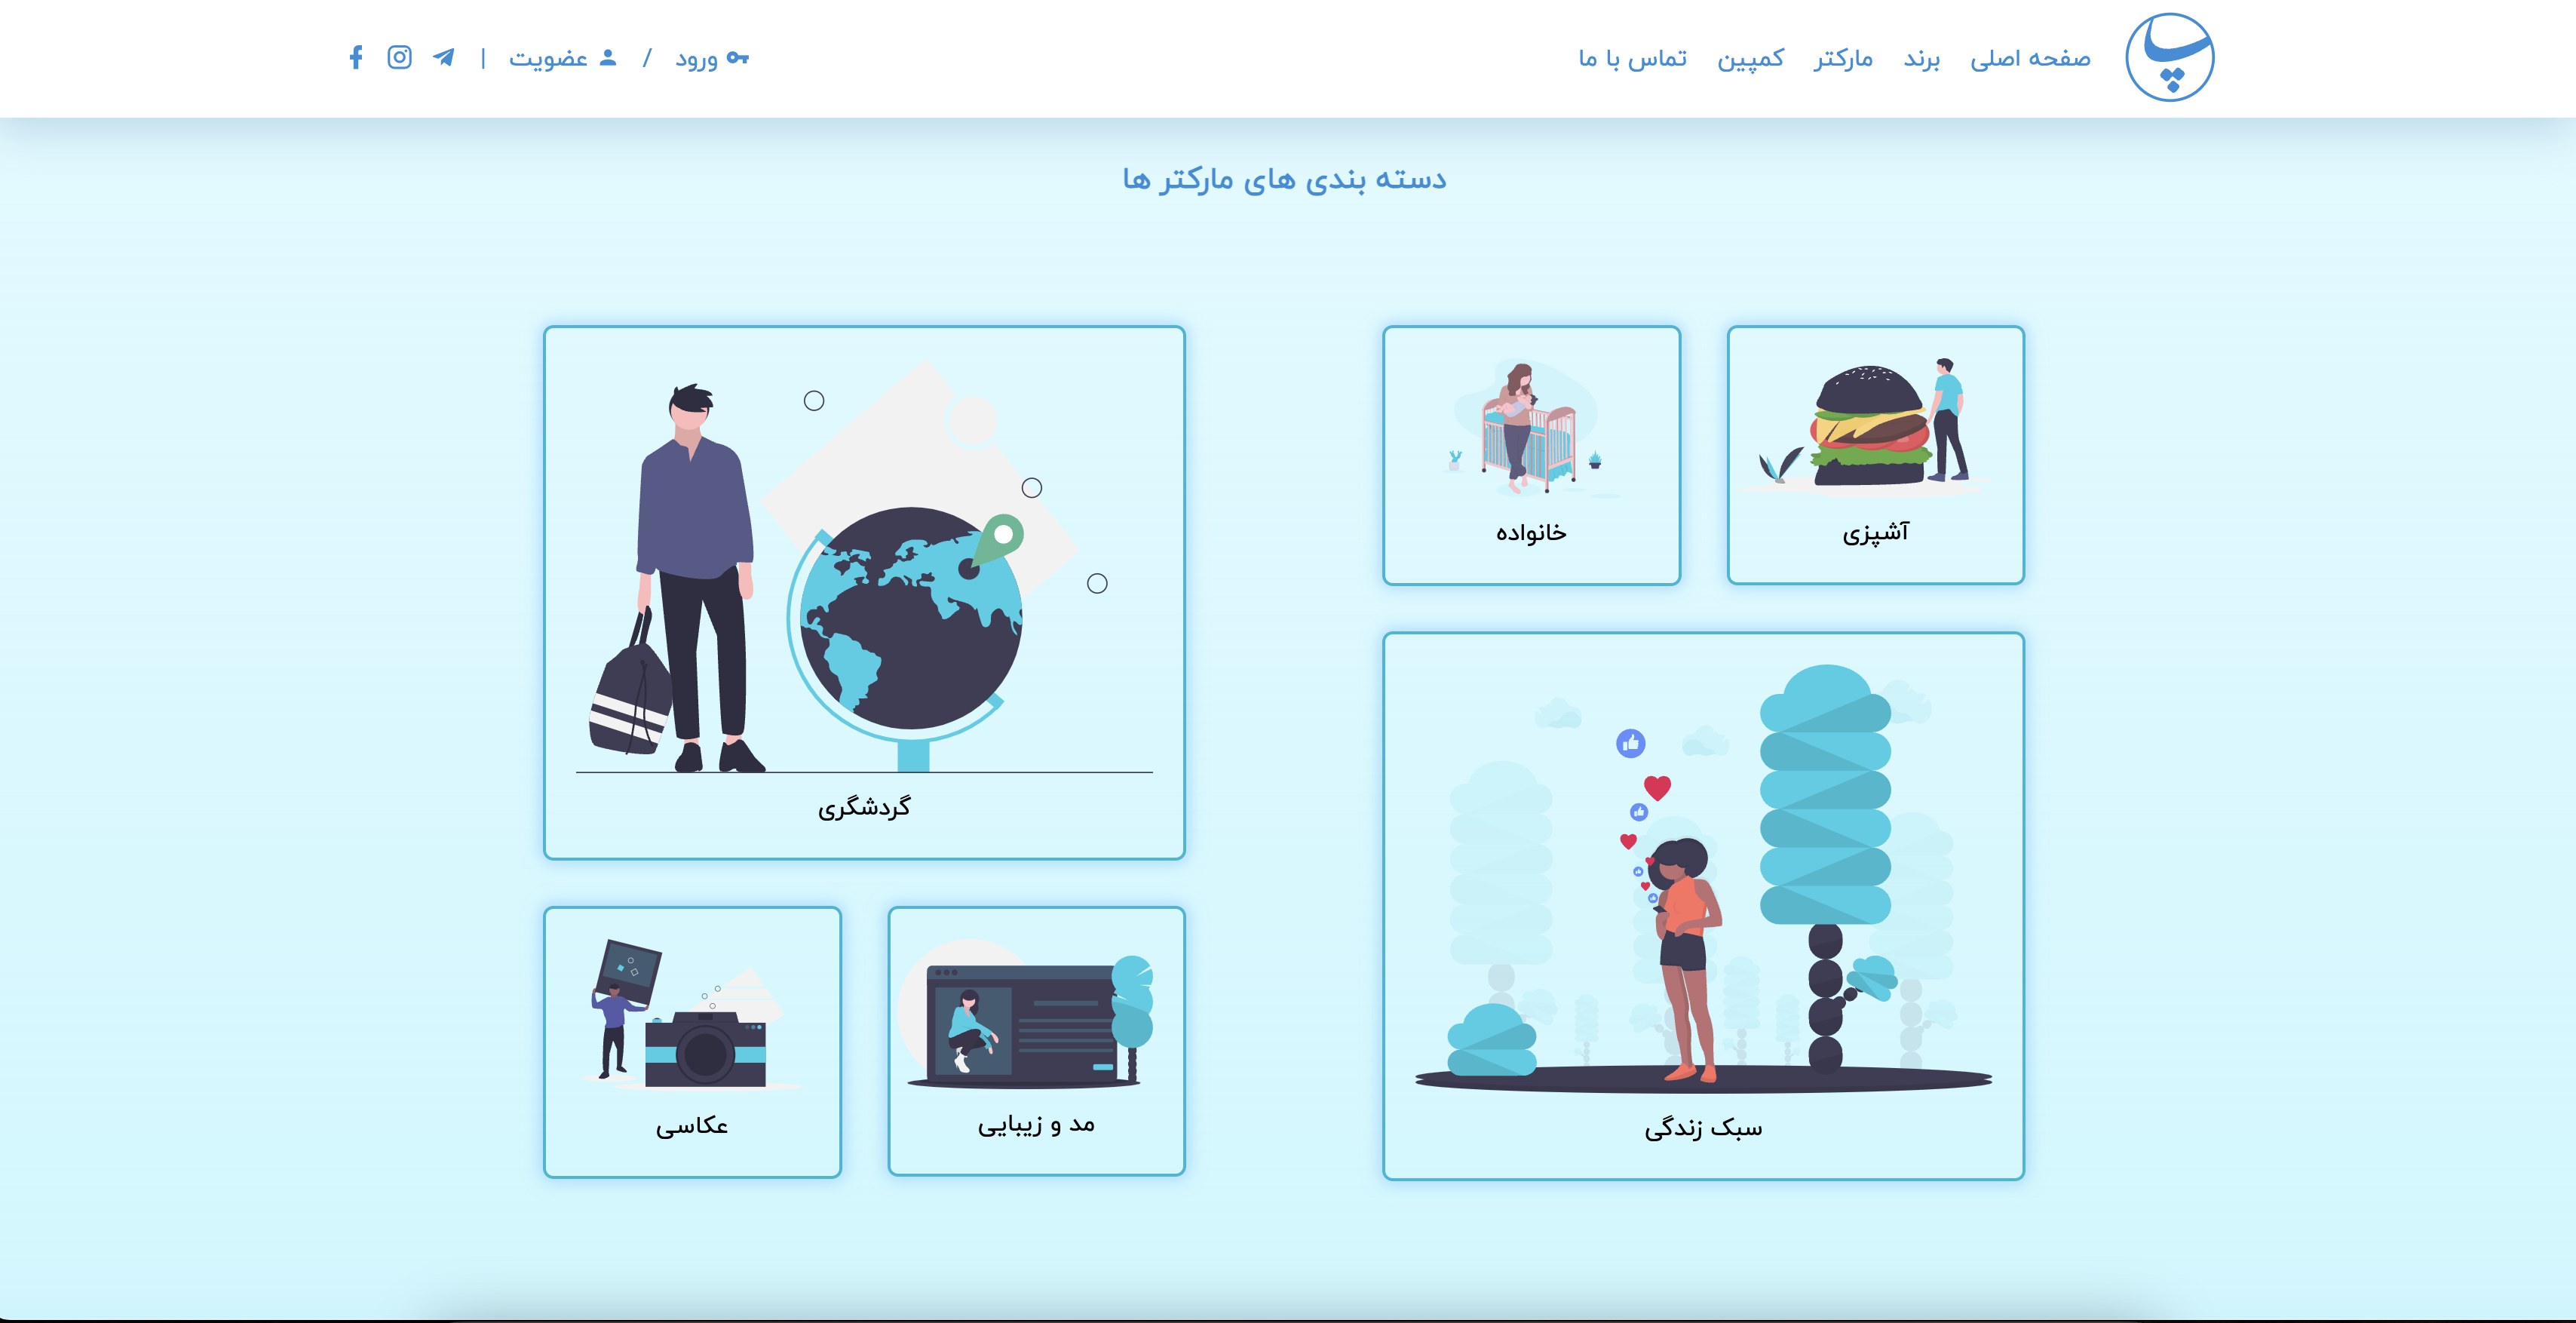 صفحه اصلی برند مارکتر کمپین تماس با ما ورود / عضویت |
دسته بندی های مارکتر ها
آشپزی
خانواده
سبک زندگی
گردشگری
مد و زیبایی
عکاسی